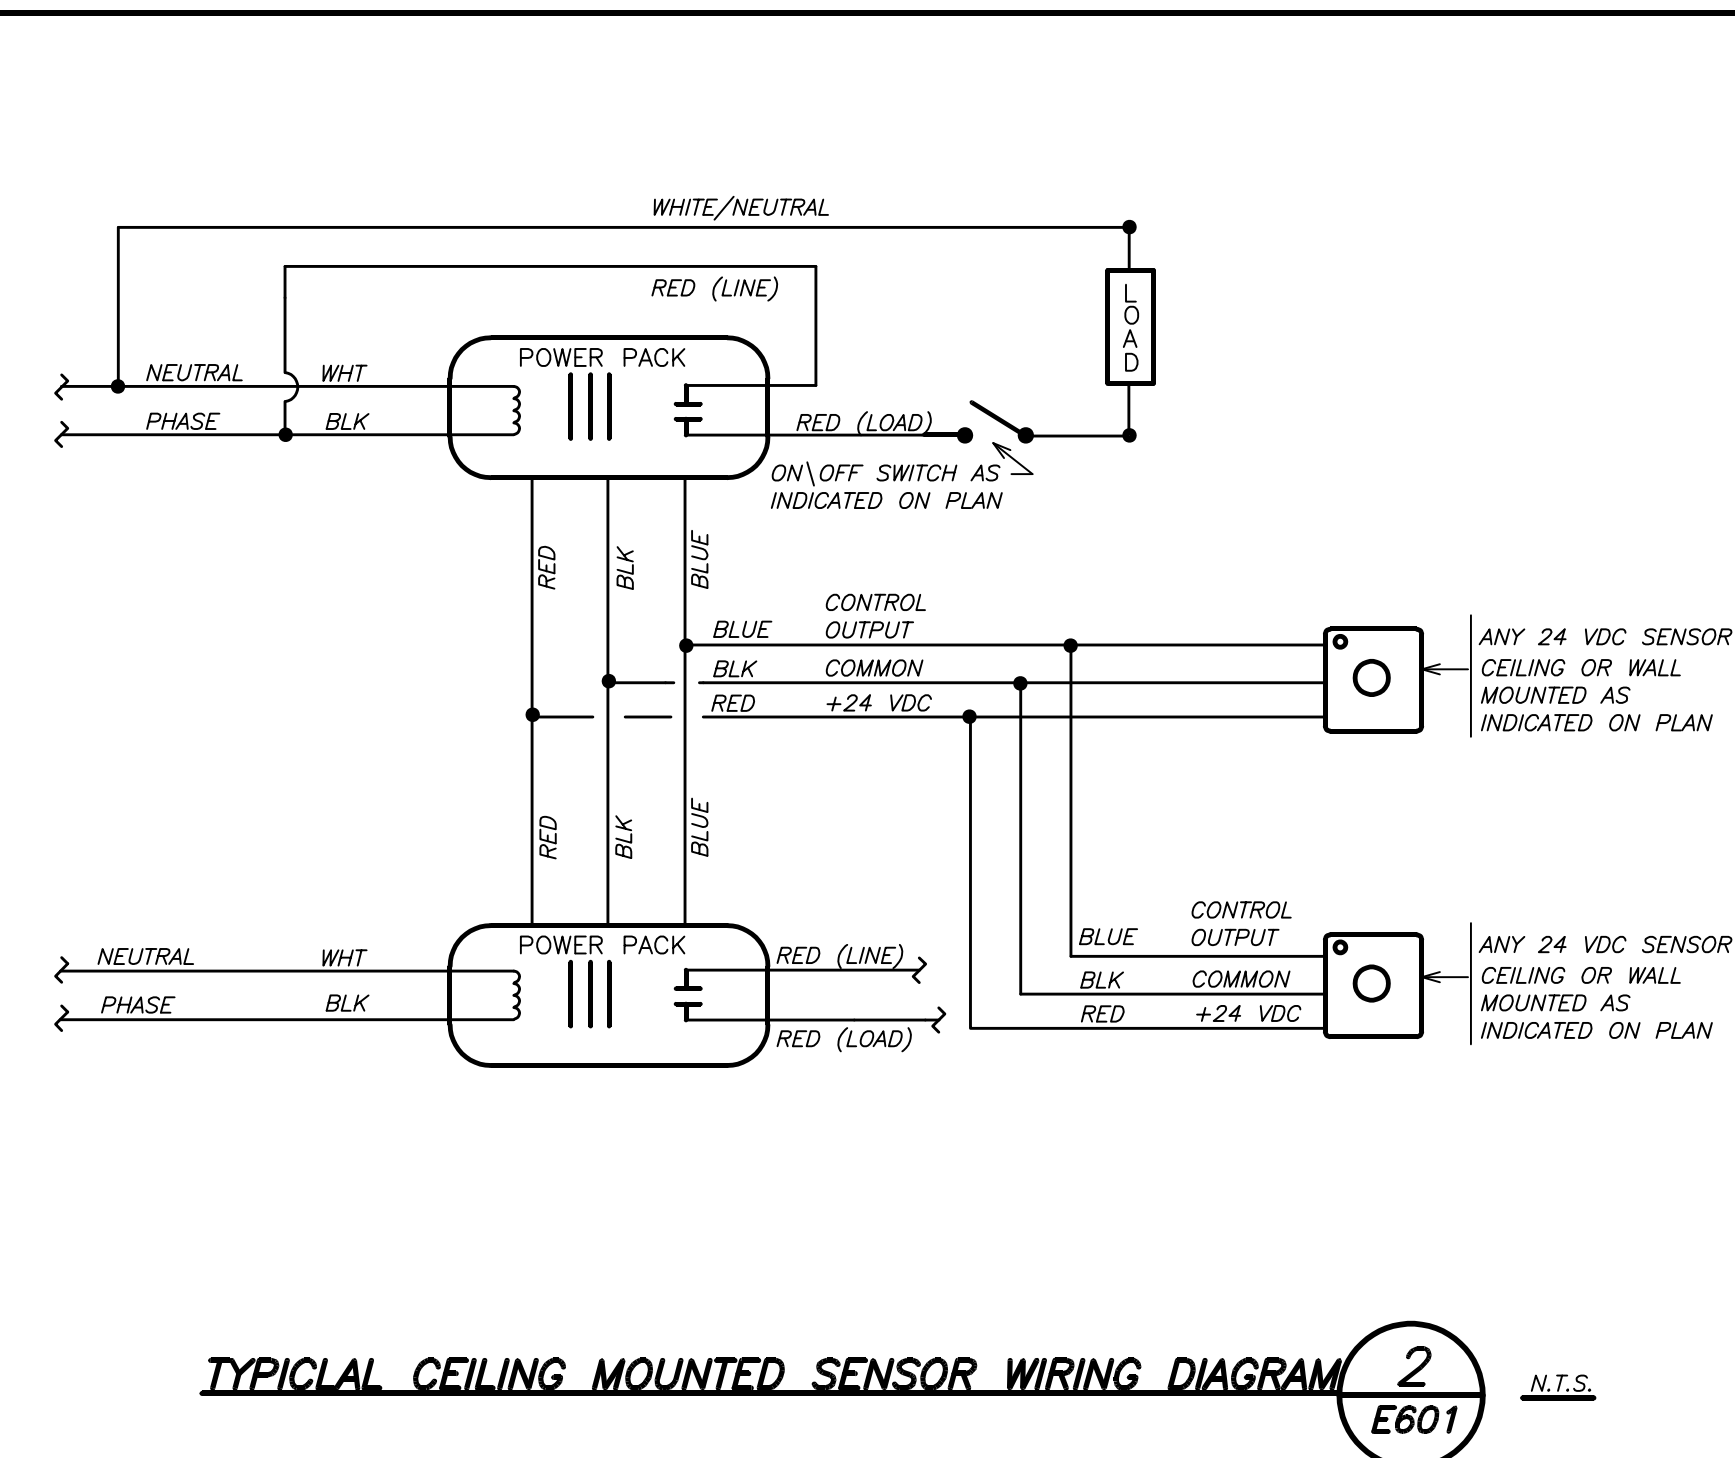 WHITE/NEUTRAL
RED (LINE)
LOAD
POWER PACK
NEUTRAL WHT
PHASE BLK
RED (LOAD)
ON\OFF SWITCH AS
INDICATED ON PLAN
RED
BLK
BLUE
CONTROL
BLUE OUTPUT
BLK COMMON
RED +24 VDC
ANY 24 VDC SENSOR
CEILING OR WALL
MOUNTED AS
INDICATED ON PLAN
RED
BLK
BLUE
POWER PACK
NEUTRAL WHT
PHASE BLK
RED (LINE)
RED (LOAD)
CONTROL
BLUE OUTPUT
BLK COMMON
RED +24 VDC
ANY 24 VDC SENSOR
CEILING OR WALL
MOUNTED AS
INDICATED ON PLAN
TYPICLAL CEILING MOUNTED SENSOR WIRING DIAGRAM
2
E601
N.T.S.